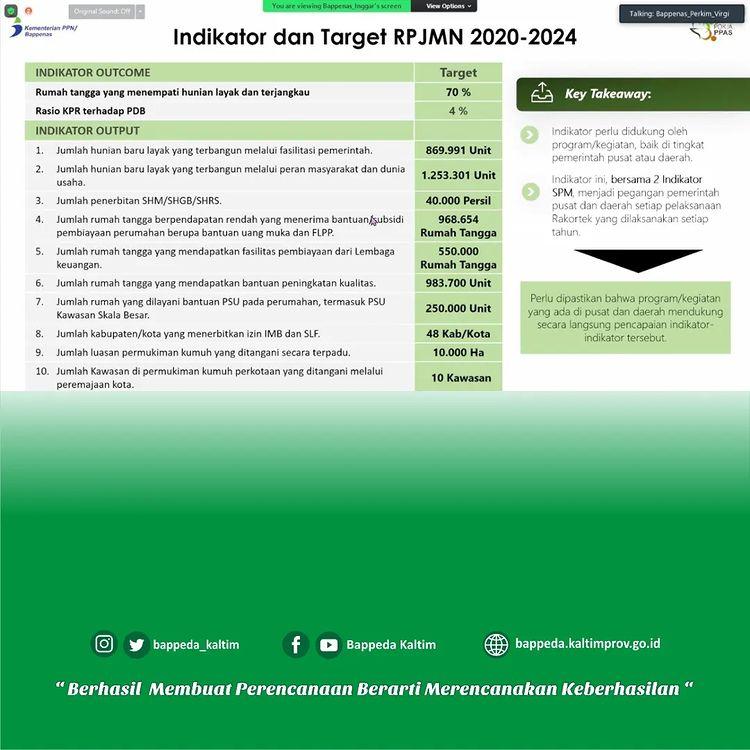 Original Sound: Off
You are viewing Bappenas_Inggar's screen
View Options
Talking: Bappenas_Perkim_Virgi
Kementerian PPN/
Bappenas
Indikator dan Target RPJMN 2020-2024
POKJA
PPAS
INDIKATOR OUTCOME Target
Rumah tangga yang menempati hunian layak dan terjangkau 70 %
Rasio KPR terhadap PDB 4 %
INDIKATOR OUTPUT
1. Jumlah hunian baru layak yang terbangun melalui fasilitasi pemerintah. 869.991 Unit
2. Jumlah hunian baru layak yang terbangun melalui peran masyarakat dan dunia
usaha. 1.253.301 Unit
3. Jumlah penerbitan SHM/SHGB/SHRS. 40.000 Persil
4. Jumlah rumah tangga berpendapatan rendah yang menerima bantuan/subsidi
pembiayaan perumahan berupa bantuan uang muka dan FLPP. 968.654
Rumah Tangga
5. Jumlah rumah tangga yang mendapatkan fasilitas pembiayaan dari Lembaga
keuangan. 550.000
Rumah Tangga
6. Jumlah rumah tangga yang mendapatkan bantuan peningkatan kualitas. 983.700 Unit
7. Jumlah rumah yang dilayani bantuan PSU pada perumahan, termasuk PSU
Kawasan Skala Besar. 250.000 Unit
8. Jumlah kabupaten/kota yang menerbitkan izin IMB dan SLF. 48 Kab/Kota
9. Jumlah luasan permukiman kumuh yang ditangani secara terpadu. 10.000 Ha
10. Jumlah Kawasan di permukiman kumuh perkotaan yang ditangani melalui
peremajaan kota. 10 Kawasan
Key Takeaway:
Indikator perlu didukung oleh
program/kegiatan, baik di tingkat
pemerintah pusat atau daerah.
Indikator ini, bersama 2 Indikator
SPM, menjadi pegangan pemerintah
pusat dan daerah setiap pelaksanaan
Rakortek yang dilaksanakan setiap
tahun.
Perlu dipastikan bahwa program/kegiatan
yang ada di pusat dan daerah mendukung
secara langsung pencapaian indikator-
indikator tersebut.
bappeda_kaltim
Bappeda Kaltim
bappeda.kaltimprov.go.id
“ Berhasil Membuat Perencanaan Berarti Merencanakan Keberhasilan “